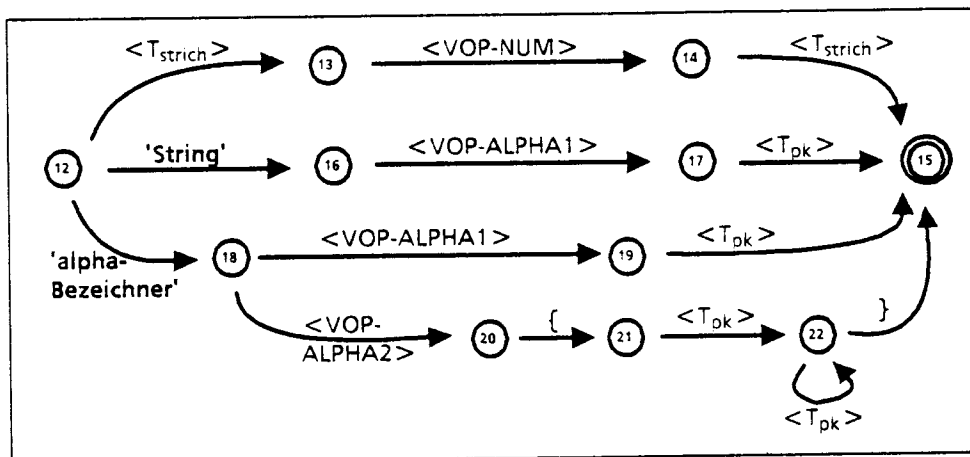 <T_strich>
13
<VOP-NUM>
14
<T_strich>
12
'String'
16
<VOP-ALPHA1>
17
<T_pk>
15
'alpha-
Bezeichner'
18
<VOP-ALPHA1>
19
<T_pk>
<VOP-
ALPHA2>
20
{
21
<T_pk>
22
}
<T_pk>